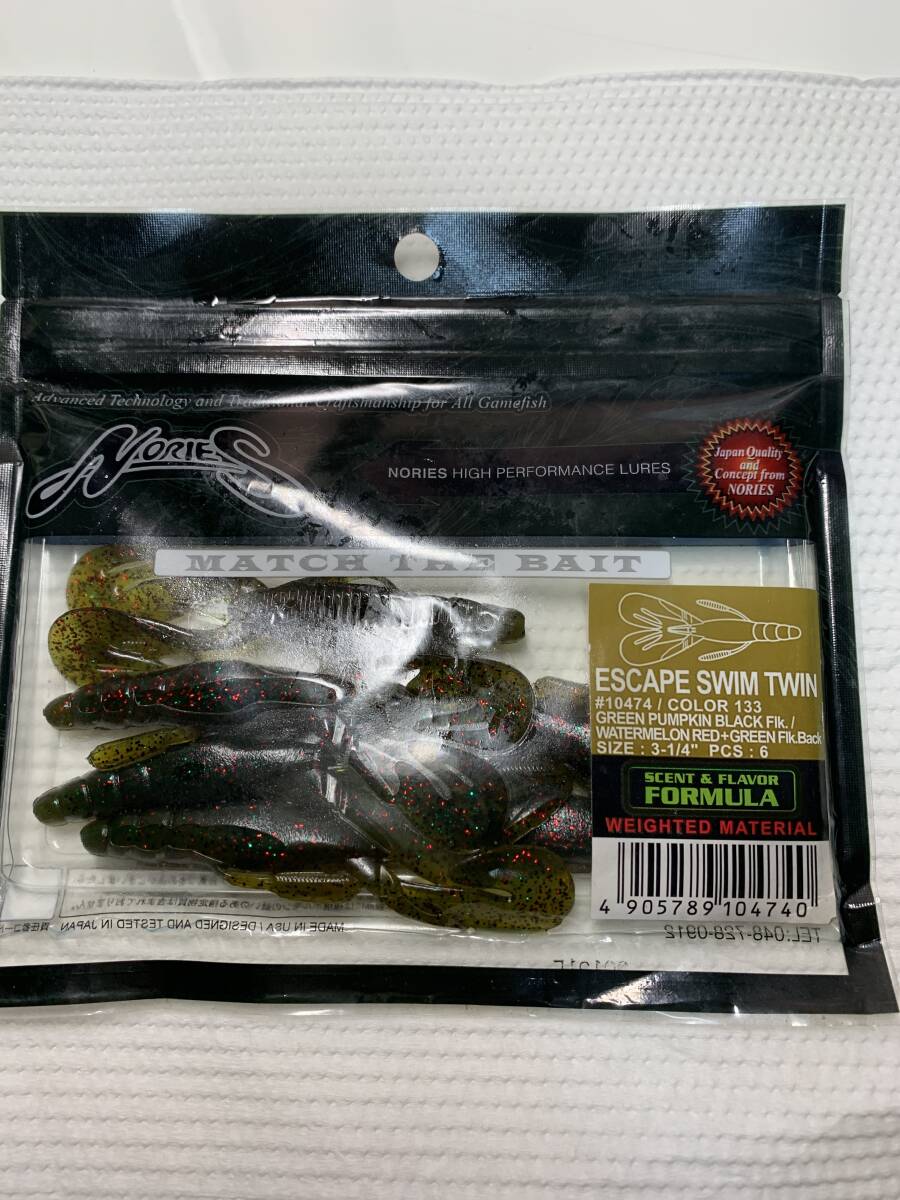 Advanced Technology and Traditional Craftsmanship for All Gamefish
NORIES
NORIES HIGH PERFORMANCE LURES
Japan Quality
and
Concept from
NORIES
MATCH THE BAIT
ESCAPE SWIM TWIN
#10474 / COLOR 133
GREEN PUMPKIN BLACK Flk. /
WATERMELON RED+GREEN Flk.Back
SIZE : 3-1/4" PCS : 6
SCENT & FLAVOR
FORMULA
WEIGHTED MATERIAL
4 905789 104740
MADE IN USA / DESIGNED AND TESTED IN JAPAN
TEL:048-728-0912